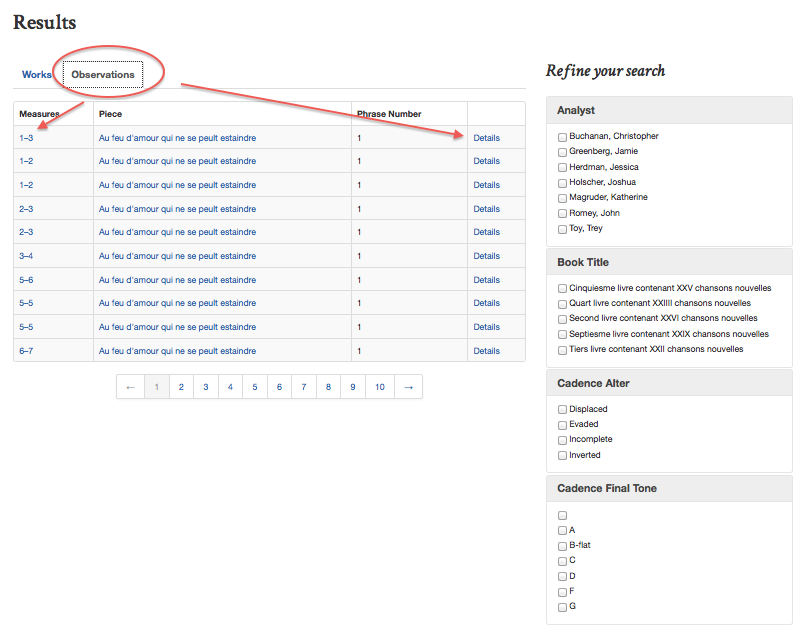 Results
Works Observations
Measures Piece Phrase Number
1–3 Au feu d'amour qui ne se peult estaindre 1 Details
1–2 Au feu d'amour qui ne se peult estaindre 1 Details
1–2 Au feu d'amour qui ne se peult estaindre 1 Details
2–3 Au feu d'amour qui ne se peult estaindre 1 Details
2–3 Au feu d'amour qui ne se peult estaindre 1 Details
3–4 Au feu d'amour qui ne se peult estaindre 1 Details
5–6 Au feu d'amour qui ne se peult estaindre 1 Details
5–5 Au feu d'amour qui ne se peult estaindre 1 Details
5–5 Au feu d'amour qui ne se peult estaindre 1 Details
6–7 Au feu d'amour qui ne se peult estaindre 1 Details
← 1 2 3 4 5 6 7 8 9 10 →
Refine your search
Analyst
Buchanan, Christopher
Greenberg, Jamie
Herdman, Jessica
Holscher, Joshua
Magruder, Katherine
Romey, John
Toy, Trey
Book Title
Cinquiesme livre contenant XXV chansons nouvelles
Quart livre contenant XXIIII chansons nouvelles
Second livre contenant XXVI chansons nouvelles
Septiesme livre contenant XXIX chansons nouvelles
Tiers livre contenant XXII chansons nouvelles
Cadence Alter
Displaced
Evaded
Incomplete
Inverted
Cadence Final Tone
A
B-flat
C
D
F
G